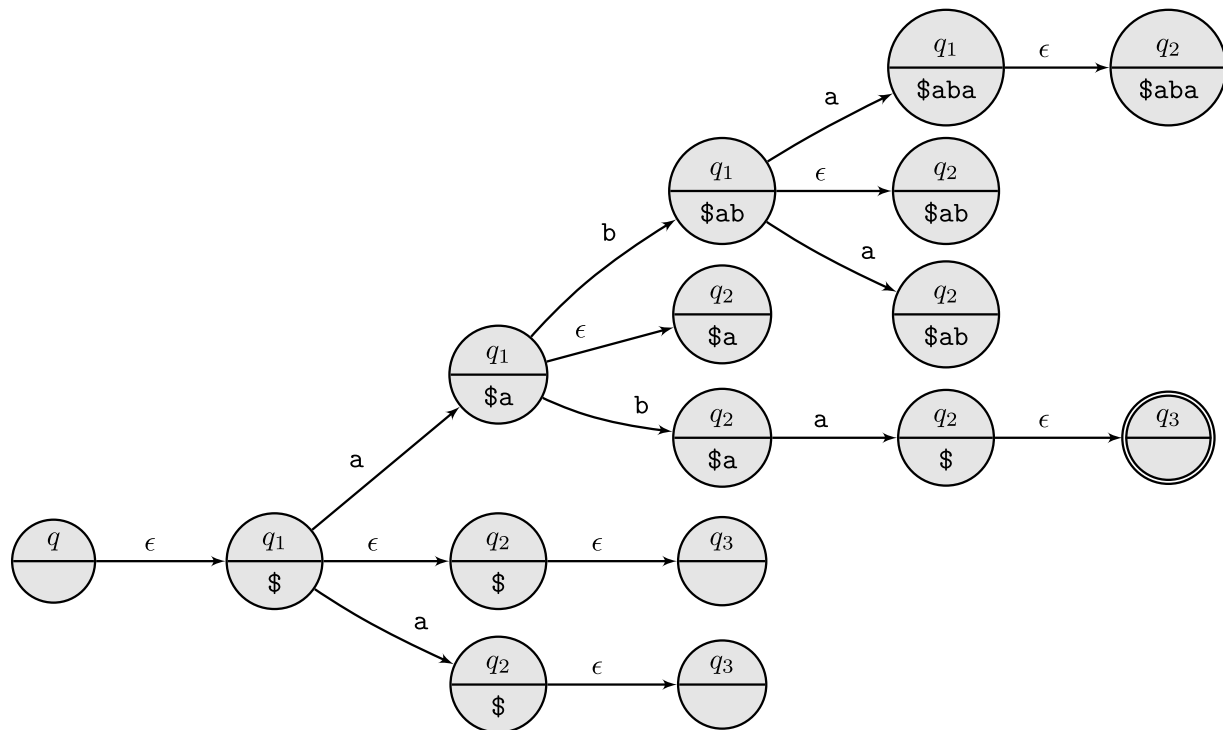 q₁ ϵ q₂
$aba $aba
a
q₁ ϵ q₂
$ab $ab
b a
q₂ q₂
$a $ab
ϵ
q₁
$a
b q₂ a q₂ ϵ q₃
$a $
a
q ϵ q₁ ϵ q₂ ϵ q₃
$ $
a
q₂ ϵ q₃
$